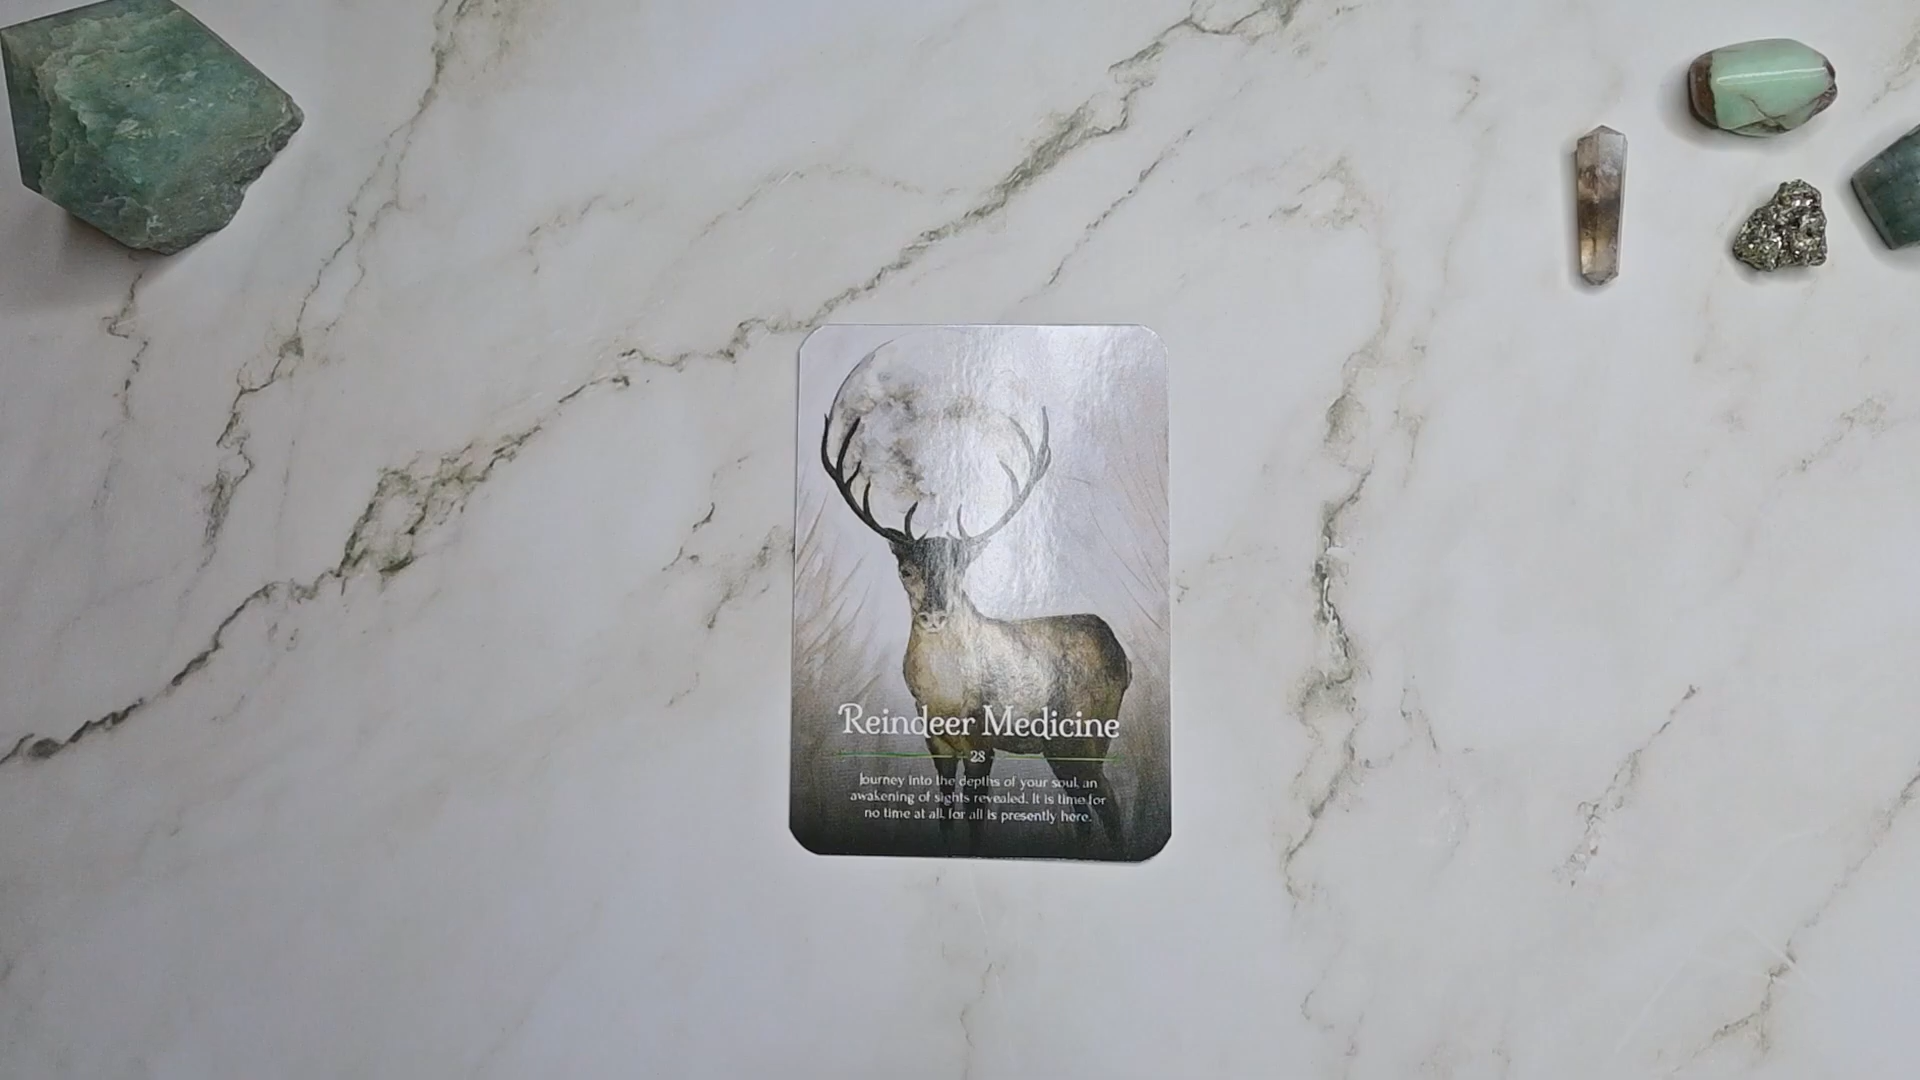 Reindeer Medicine
28
Journey into the depths of your soul, an
awakening of sights revealed. It is time for
no time at all, for all is presently here.